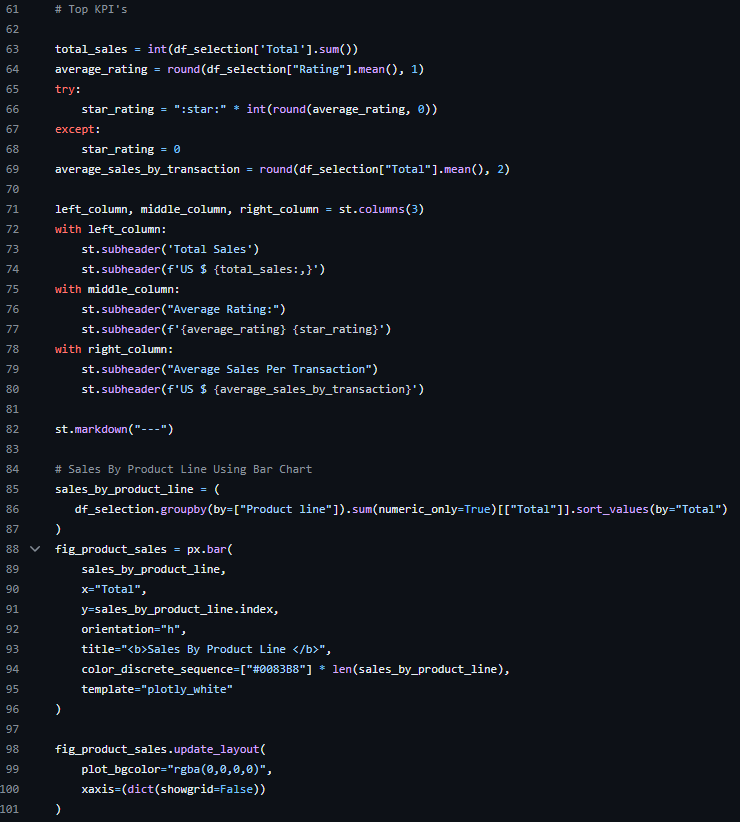 61 # Top KPI's
62
63 total_sales = int(df_selection['Total'].sum())
64 average_rating = round(df_selection["Rating"].mean(), 1)
65 try:
66     star_rating = ":star:" * int(round(average_rating, 0))
67 except:
68     star_rating = 0
69 average_sales_by_transaction = round(df_selection["Total"].mean(), 2)
70
71 left_column, middle_column, right_column = st.columns(3)
72 with left_column:
73     st.subheader('Total Sales')
74     st.subheader(f'US $ {total_sales:,}')
75 with middle_column:
76     st.subheader("Average Rating:")
77     st.subheader(f'{average_rating} {star_rating}')
78 with right_column:
79     st.subheader("Average Sales Per Transaction")
80     st.subheader(f'US $ {average_sales_by_transaction}')
81
82 st.markdown("---")
83
84 # Sales By Product Line Using Bar Chart
85 sales_by_product_line = (
86    df_selection.groupby(by=["Product line"]).sum(numeric_only=True)[["Total"]].sort_values(by="Total")
87 )
88 fig_product_sales = px.bar(
89     sales_by_product_line,
90     x="Total",
91     y=sales_by_product_line.index,
92     orientation="h",
93     title="<b>Sales By Product Line </b>",
94     color_discrete_sequence=["#0083B8"] * len(sales_by_product_line),
95     template="plotly_white"
96 )
97
98 fig_product_sales.update_layout(
99     plot_bgcolor="rgba(0,0,0,0)",
100     xaxis=(dict(showgrid=False))
101 )